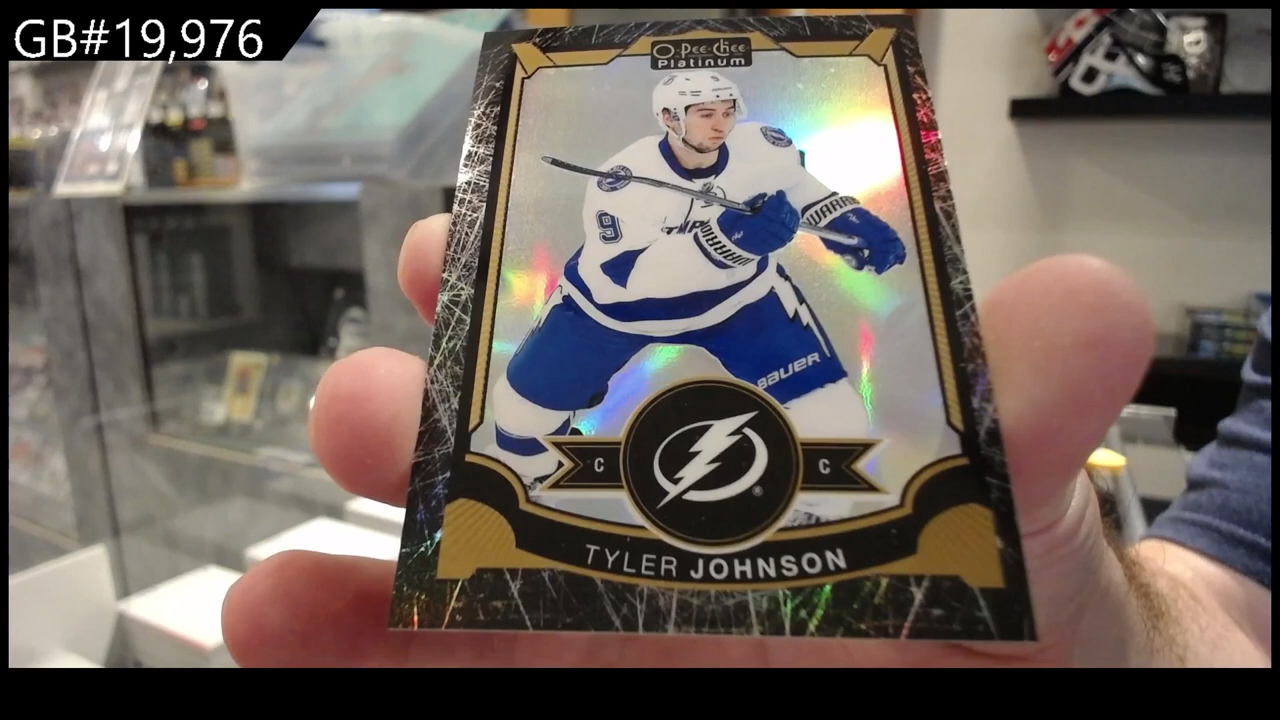 GB#19,976
O-Pee-Chee
Platinum
9
WARRIOR
BAUER
C
C
®
TYLER JOHNSON